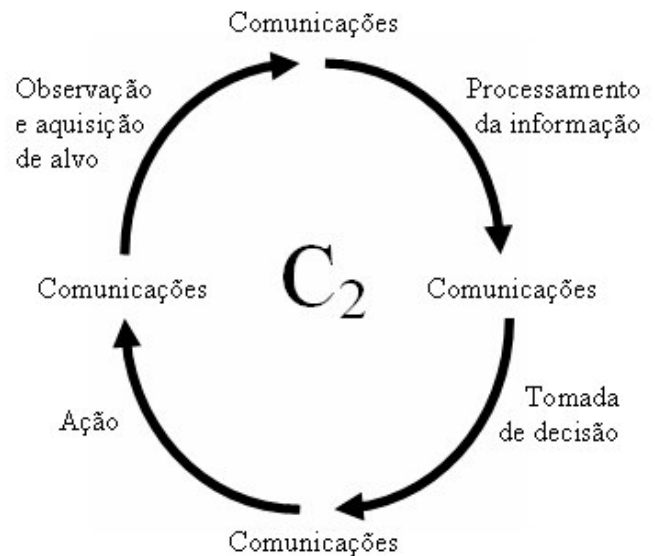 Comunicações
Observação
e aquisição
de alvo
Processamento
da informação
C₂
Comunicações
Comunicações
Ação
Tomada
de decisão
Comunicações